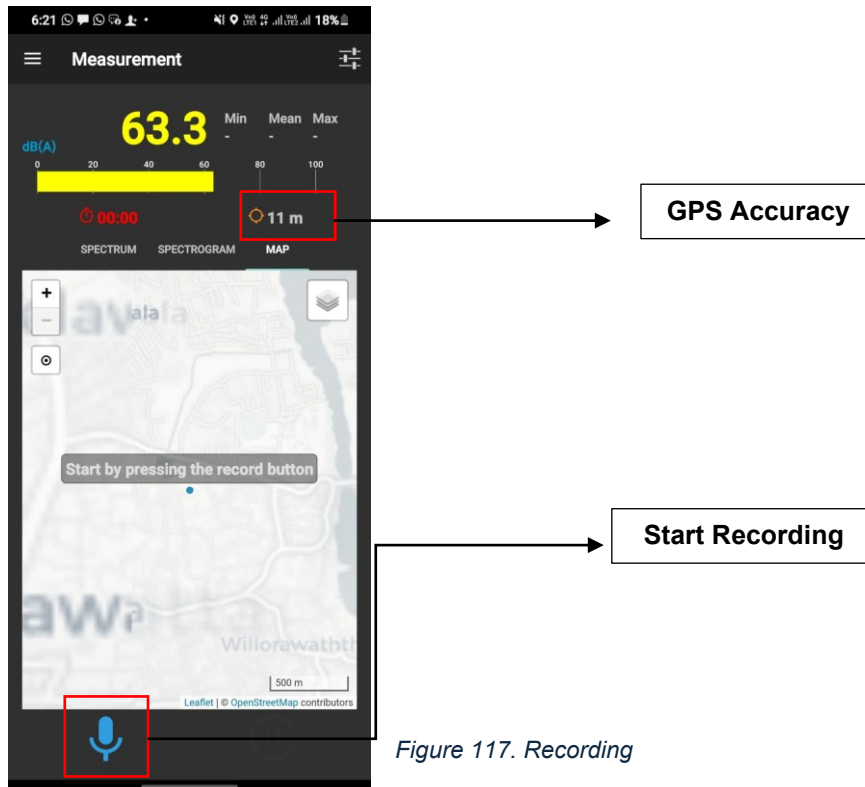 6:21 18%
Measurement
63.3 Min Mean Max
- - -
dB(A)
0 20 40 60 80 100
00:00 11 m
GPS Accuracy
SPECTRUM SPECTROGRAM MAP
+
ala
−
Start by pressing the record button
Start Recording
Willorawathth
500 m
Leaflet | © OpenStreetMap contributors
Figure 117. Recording